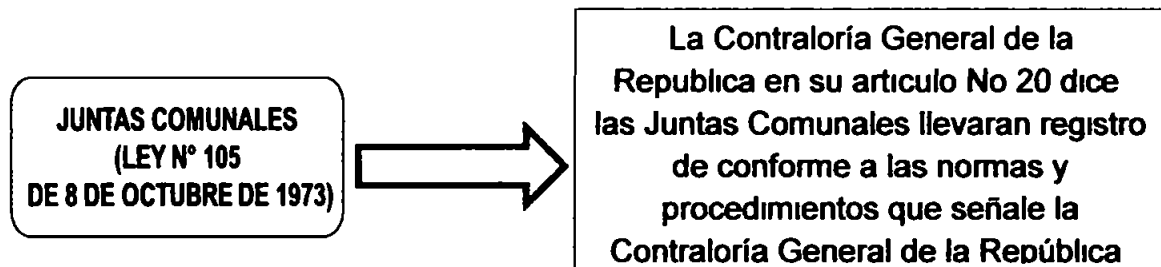 JUNTAS COMUNALES
(LEY Nº 105
DE 8 DE OCTUBRE DE 1973)
La Contraloría General de la
Republica en su articulo No 20 dice
las Juntas Comunales llevaran registro
de conforme a las normas y
procedimientos que señale la
Contraloría General de la República